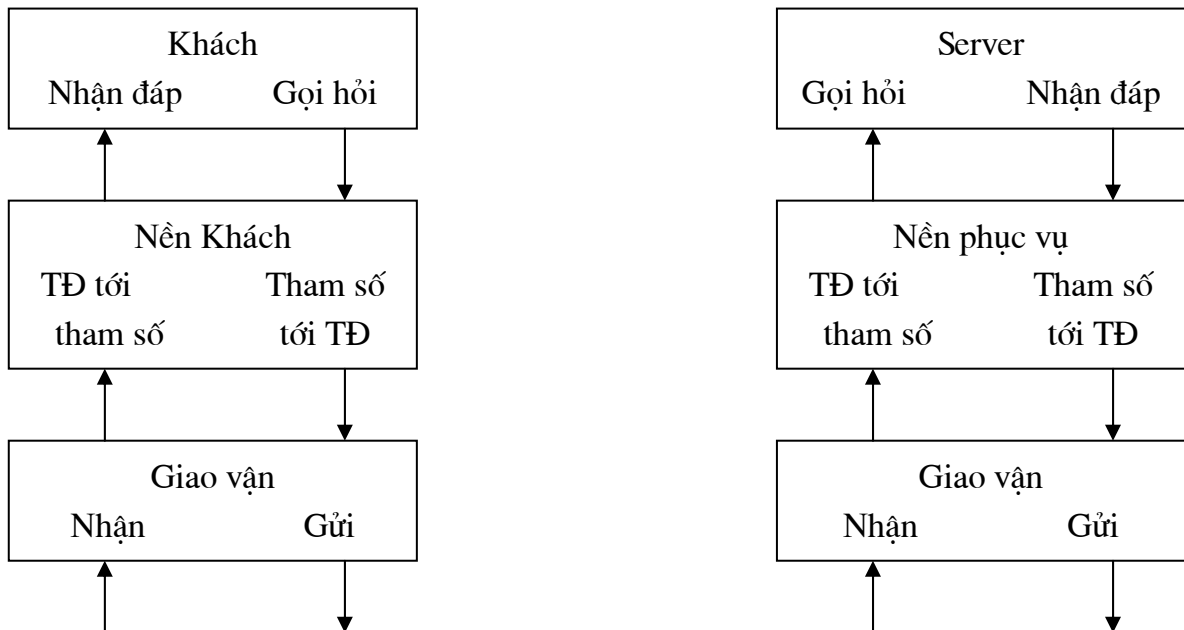 Khách
Nhận đáp Gọi hỏi
Nền Khách
TĐ tới Tham số
tham số tới TĐ
Giao vận
Nhận Gửi
Server
Gọi hỏi Nhận đáp
Nền phục vụ
TĐ tới Tham số
tham số tới TĐ
Giao vận
Nhận Gửi